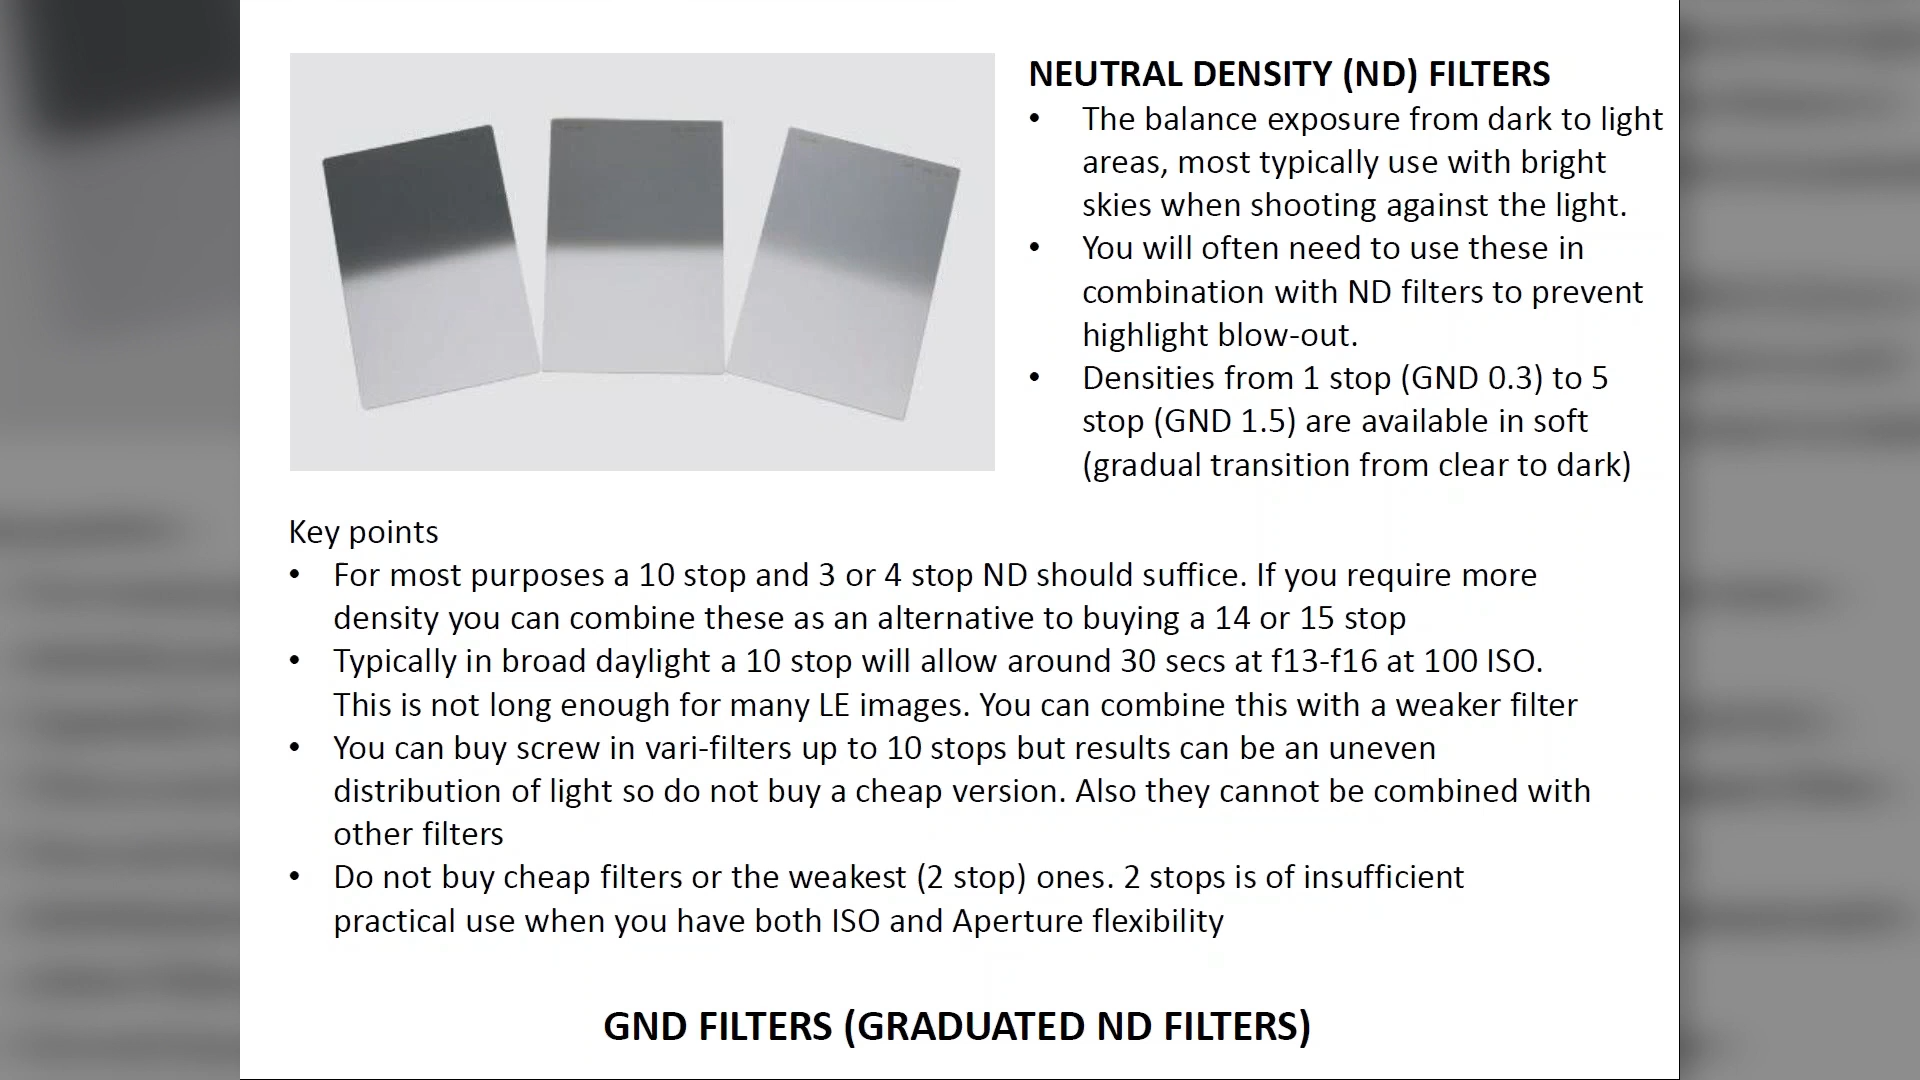 NEUTRAL DENSITY (ND) FILTERS
• The balance exposure from dark to light
areas, most typically use with bright
skies when shooting against the light.
• You will often need to use these in
combination with ND filters to prevent
highlight blow-out.
• Densities from 1 stop (GND 0.3) to 5
stop (GND 1.5) are available in soft
(gradual transition from clear to dark)
Key points
• For most purposes a 10 stop and 3 or 4 stop ND should suffice. If you require more
density you can combine these as an alternative to buying a 14 or 15 stop
• Typically in broad daylight a 10 stop will allow around 30 secs at f13-f16 at 100 ISO.
This is not long enough for many LE images. You can combine this with a weaker filter
• You can buy screw in vari-filters up to 10 stops but results can be an uneven
distribution of light so do not buy a cheap version. Also they cannot be combined with
other filters
• Do not buy cheap filters or the weakest (2 stop) ones. 2 stops is of insufficient
practical use when you have both ISO and Aperture flexibility
GND FILTERS (GRADUATED ND FILTERS)